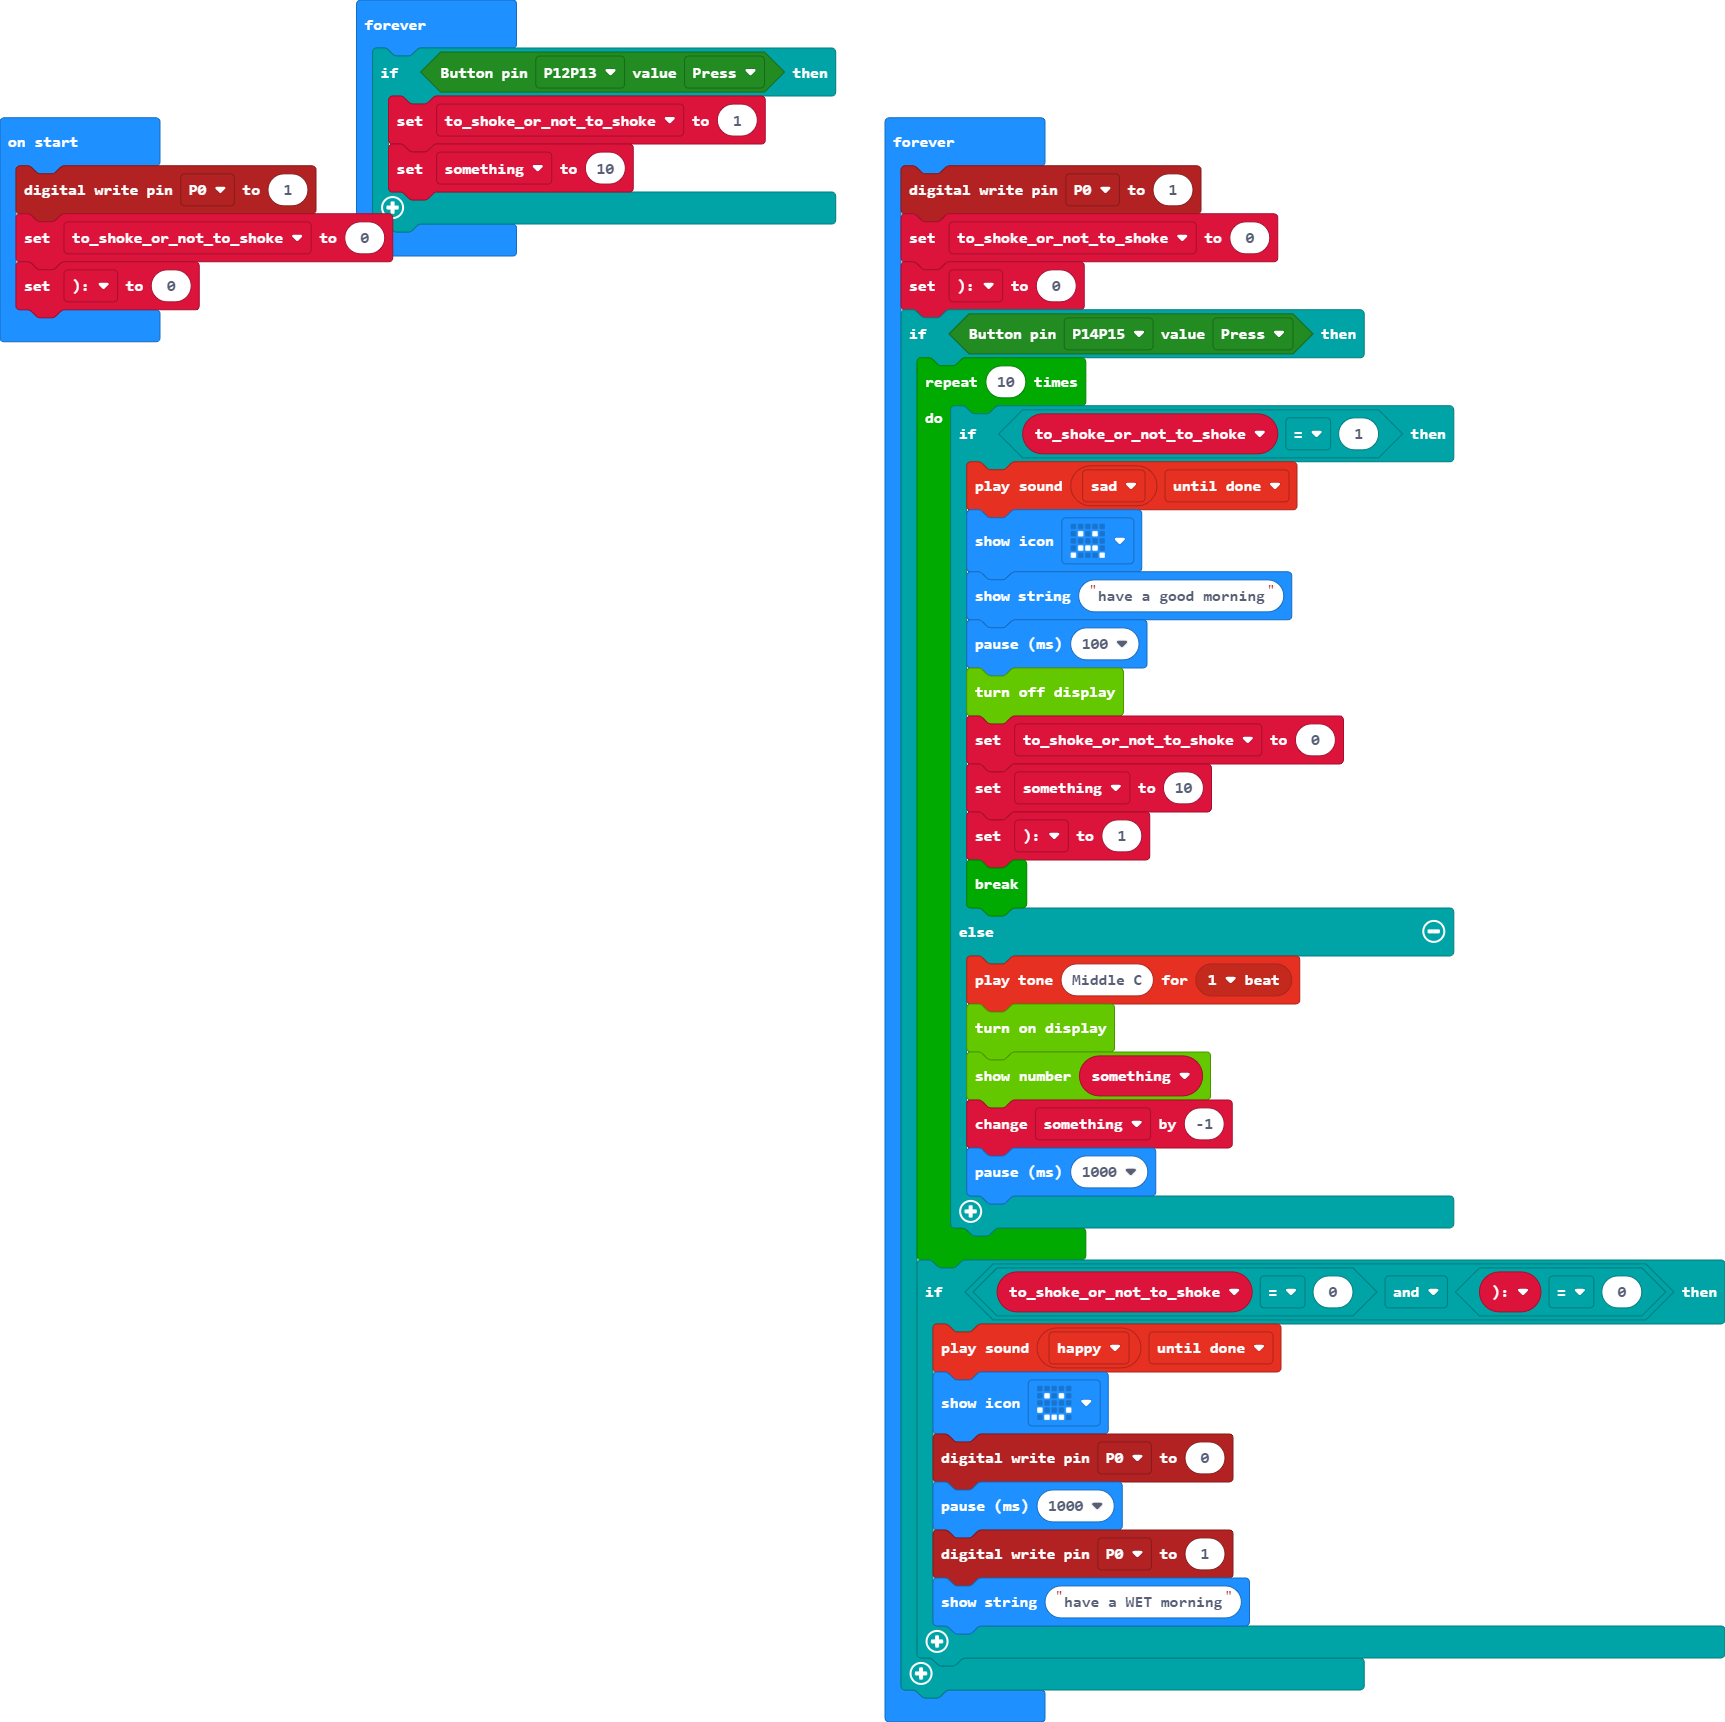 on start
digital write pin P0 to 1
set to_shoke_or_not_to_shoke to 0
set ): to 0
forever
if Button pin P12P13 value Press then
set to_shoke_or_not_to_shoke to 1
set something to 10
forever
digital write pin P0 to 1
set to_shoke_or_not_to_shoke to 0
set ): to 0
if Button pin P14P15 value Press then
repeat 10 times
do
if to_shoke_or_not_to_shoke = 1 then
play sound sad until done
show icon
show string "have a good morning"
pause (ms) 100
turn off display
set to_shoke_or_not_to_shoke to 0
set something to 10
set ): to 1
break
else
play tone Middle C for 1 beat
turn on display
show number something
change something by -1
pause (ms) 1000
if to_shoke_or_not_to_shoke = 0 and ): = 0 then
play sound happy until done
show icon
digital write pin P0 to 0
pause (ms) 1000
digital write pin P0 to 1
show string "have a WET morning"